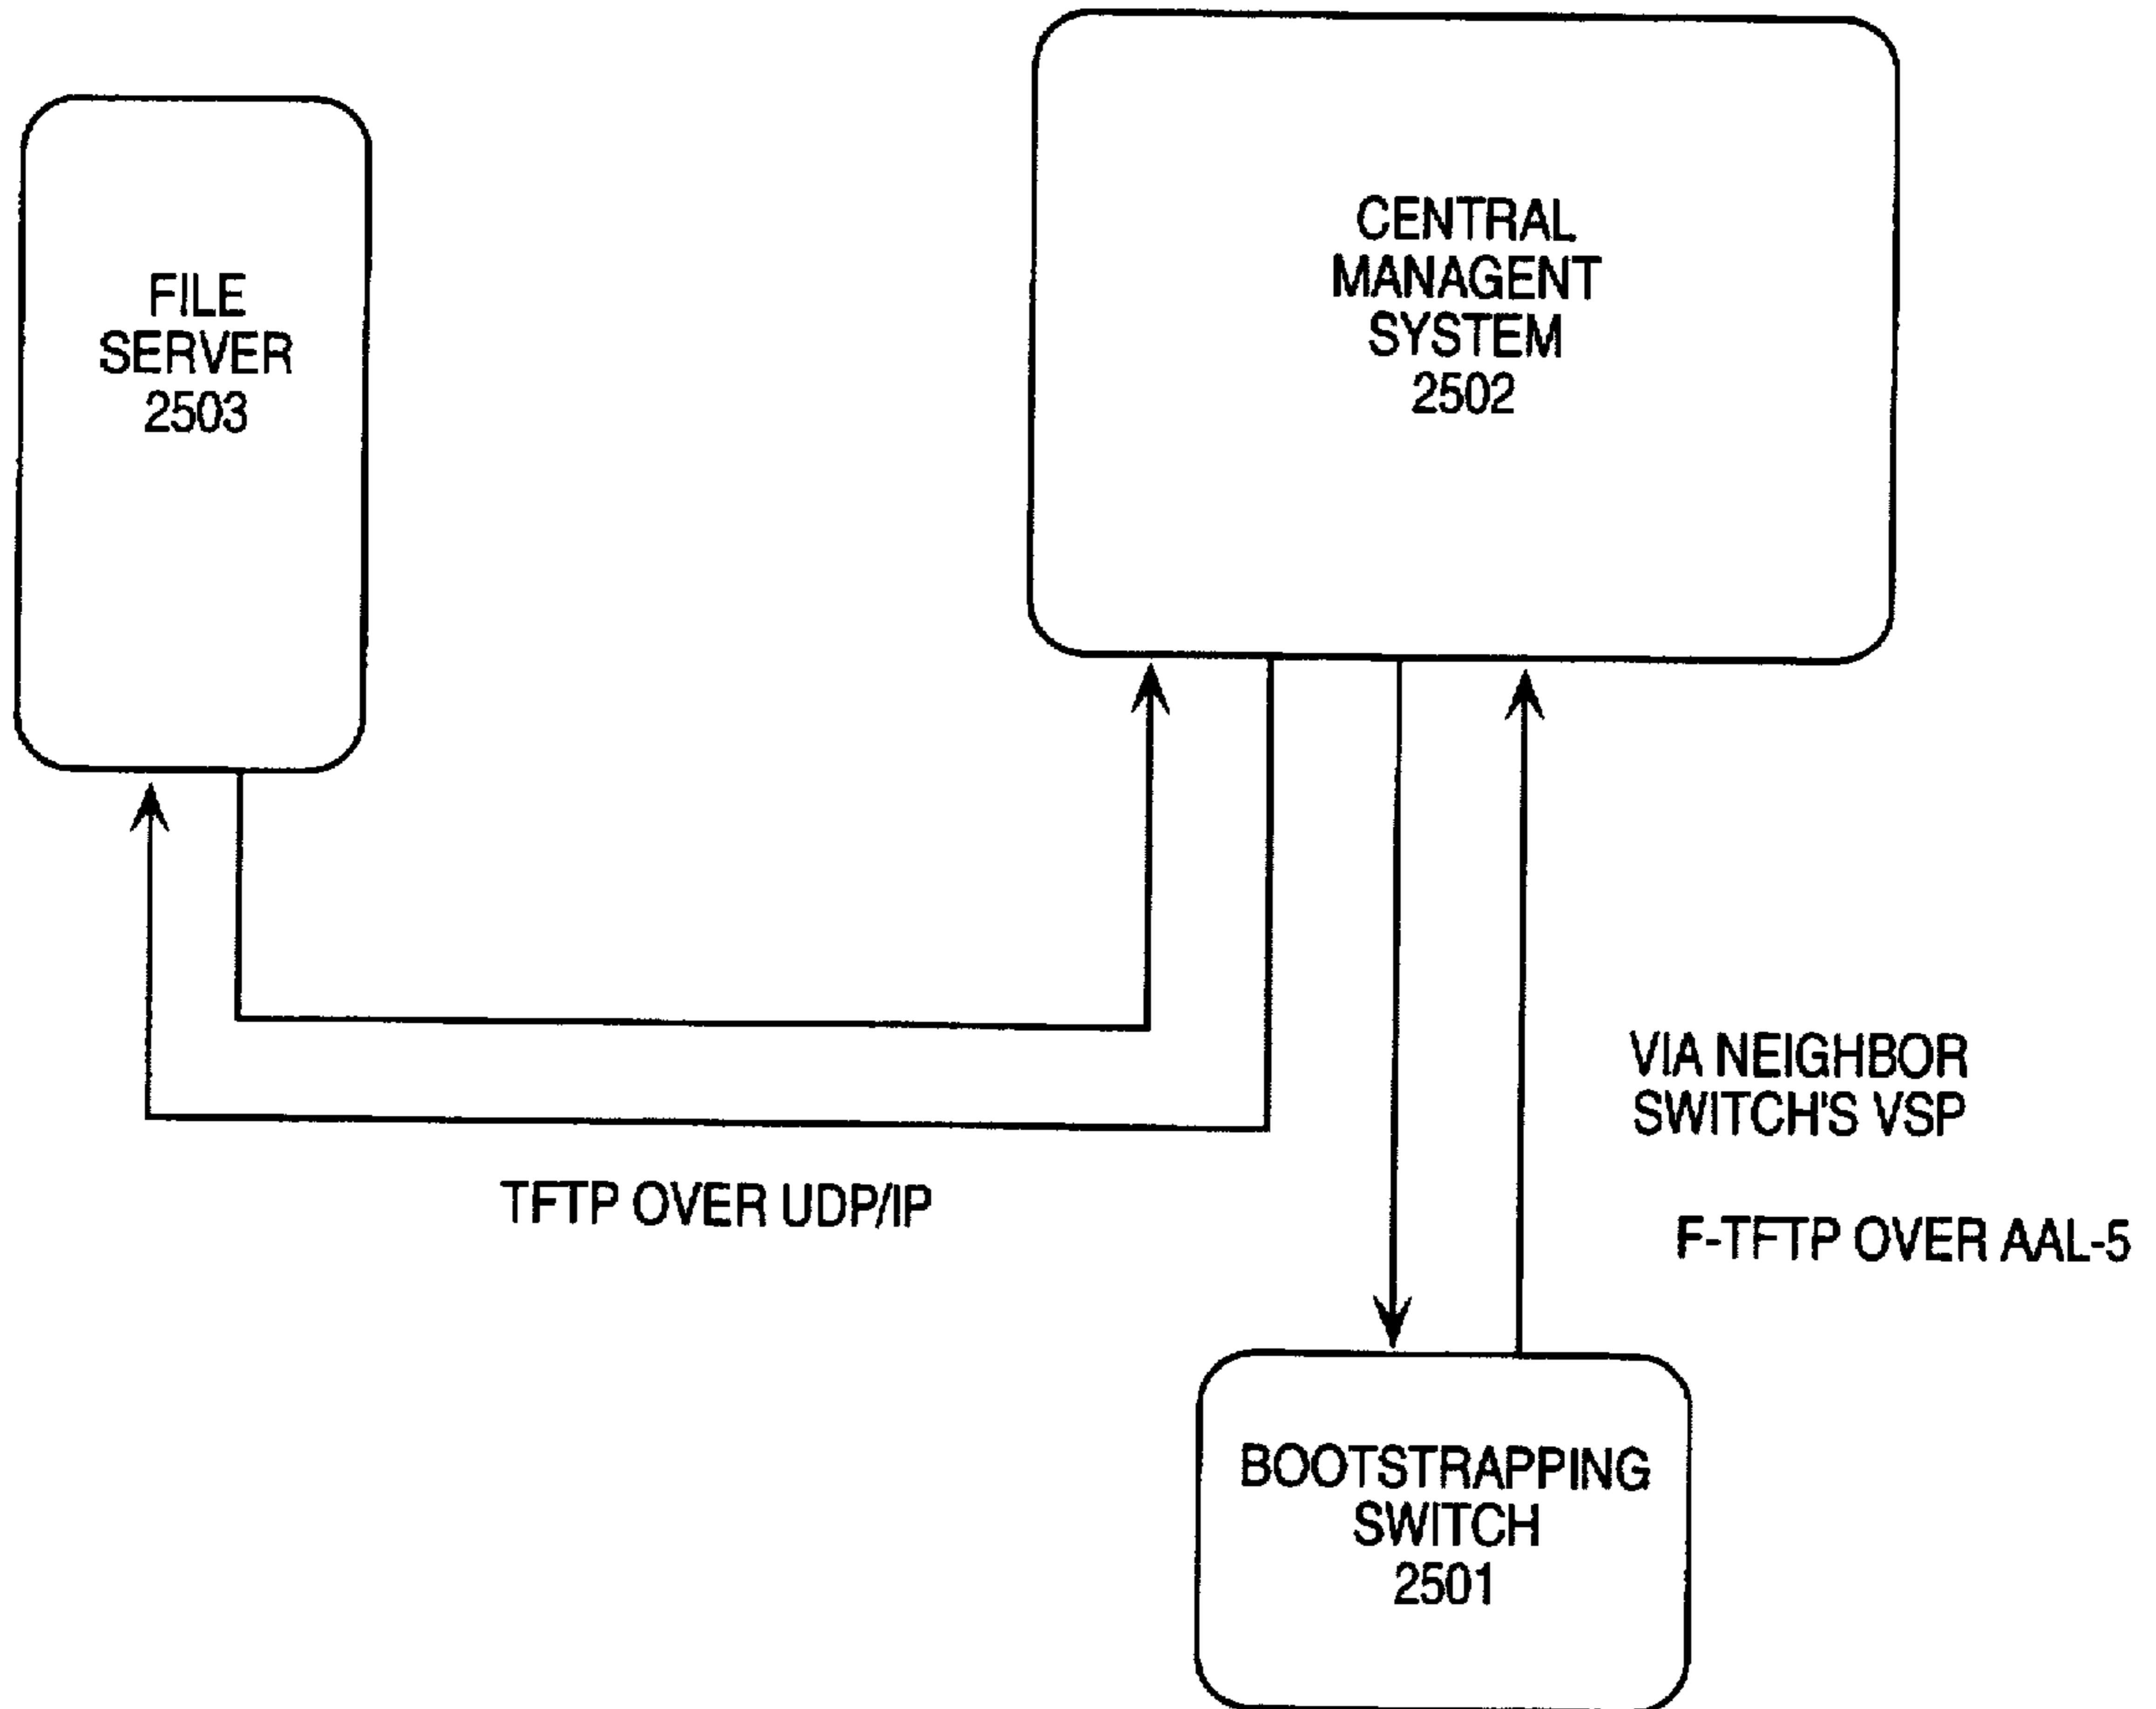 FILE
SERVER
2503
CENTRAL
MANAGENT
SYSTEM
2502
TFTP OVER UDP/IP
VIA NEIGHBOR
SWITCH'S VSP
F-TFTP OVER AAL-5
BOOTSTRAPPING
SWITCH
2501